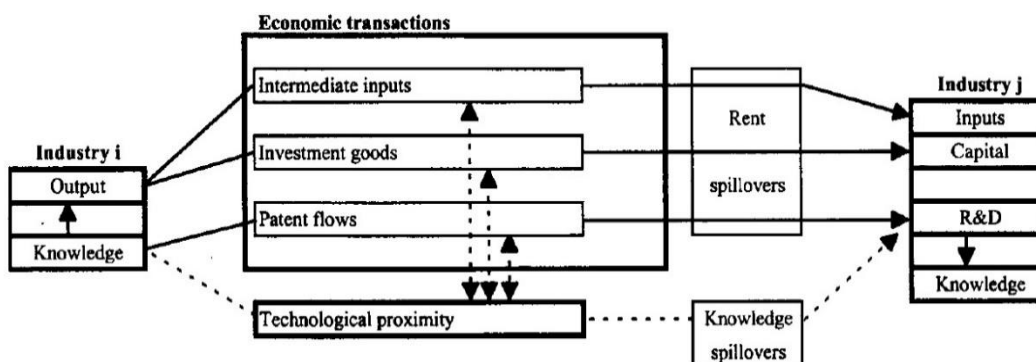 Economic transactions
Intermediate inputs
Rent
Industry j
Inputs
Industry i
Investment goods
Capital
Output
spillovers
Patent flows
R&D
Knowledge
Knowledge
Technological proximity
Knowledge
spillovers